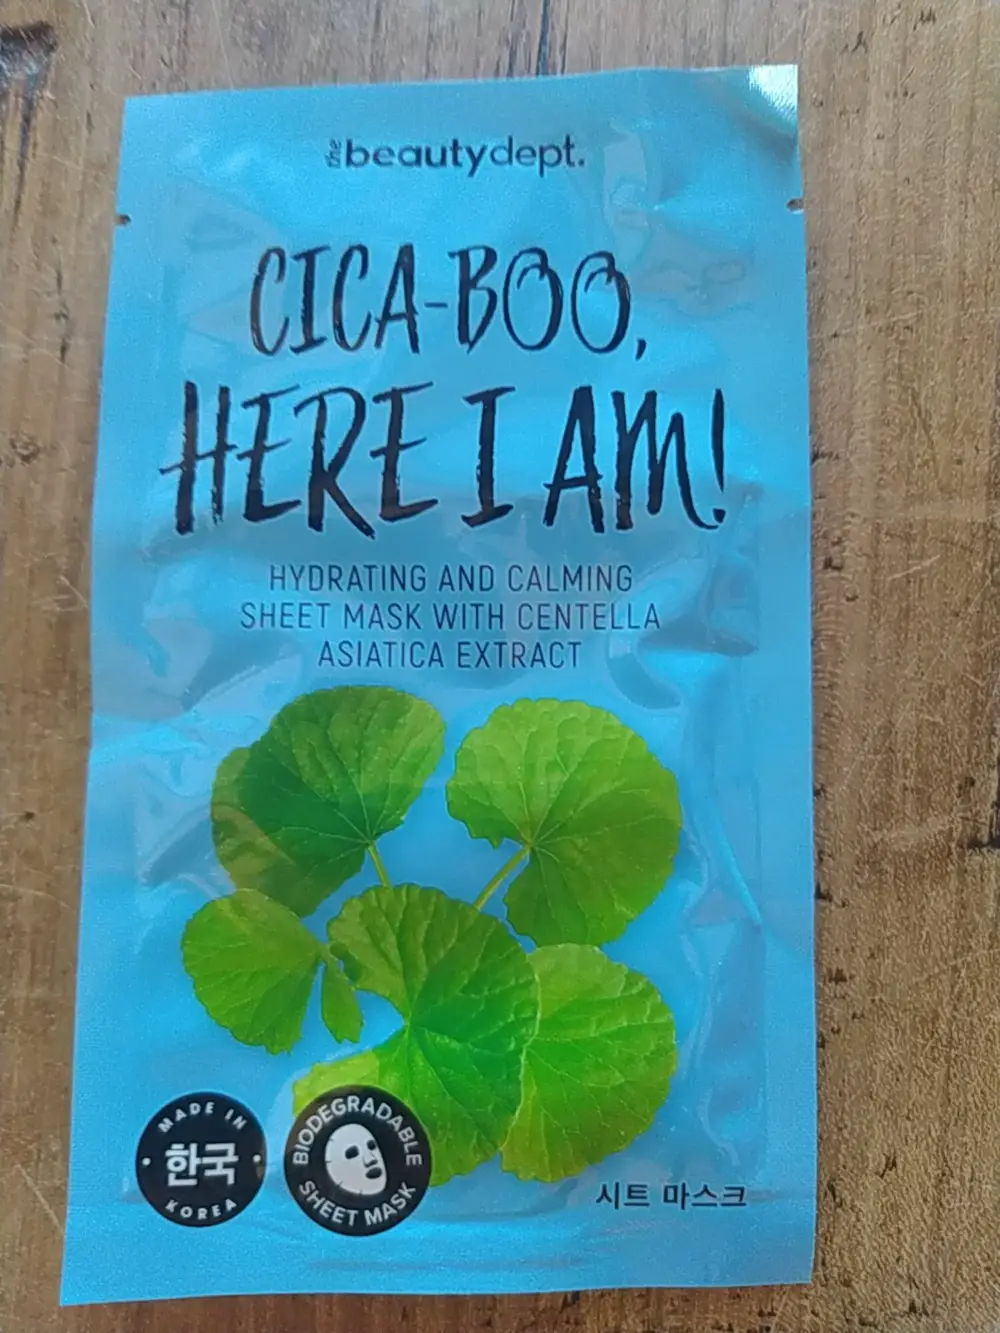 the beautydept.
CICA-BOO,
HERE I AM!
HYDRATING AND CALMING
SHEET MASK WITH CENTELLA
ASIATICA EXTRACT
MADE IN
한국
KOREA
BIODEGRADABLE
SHEET MASK
시트 마스크